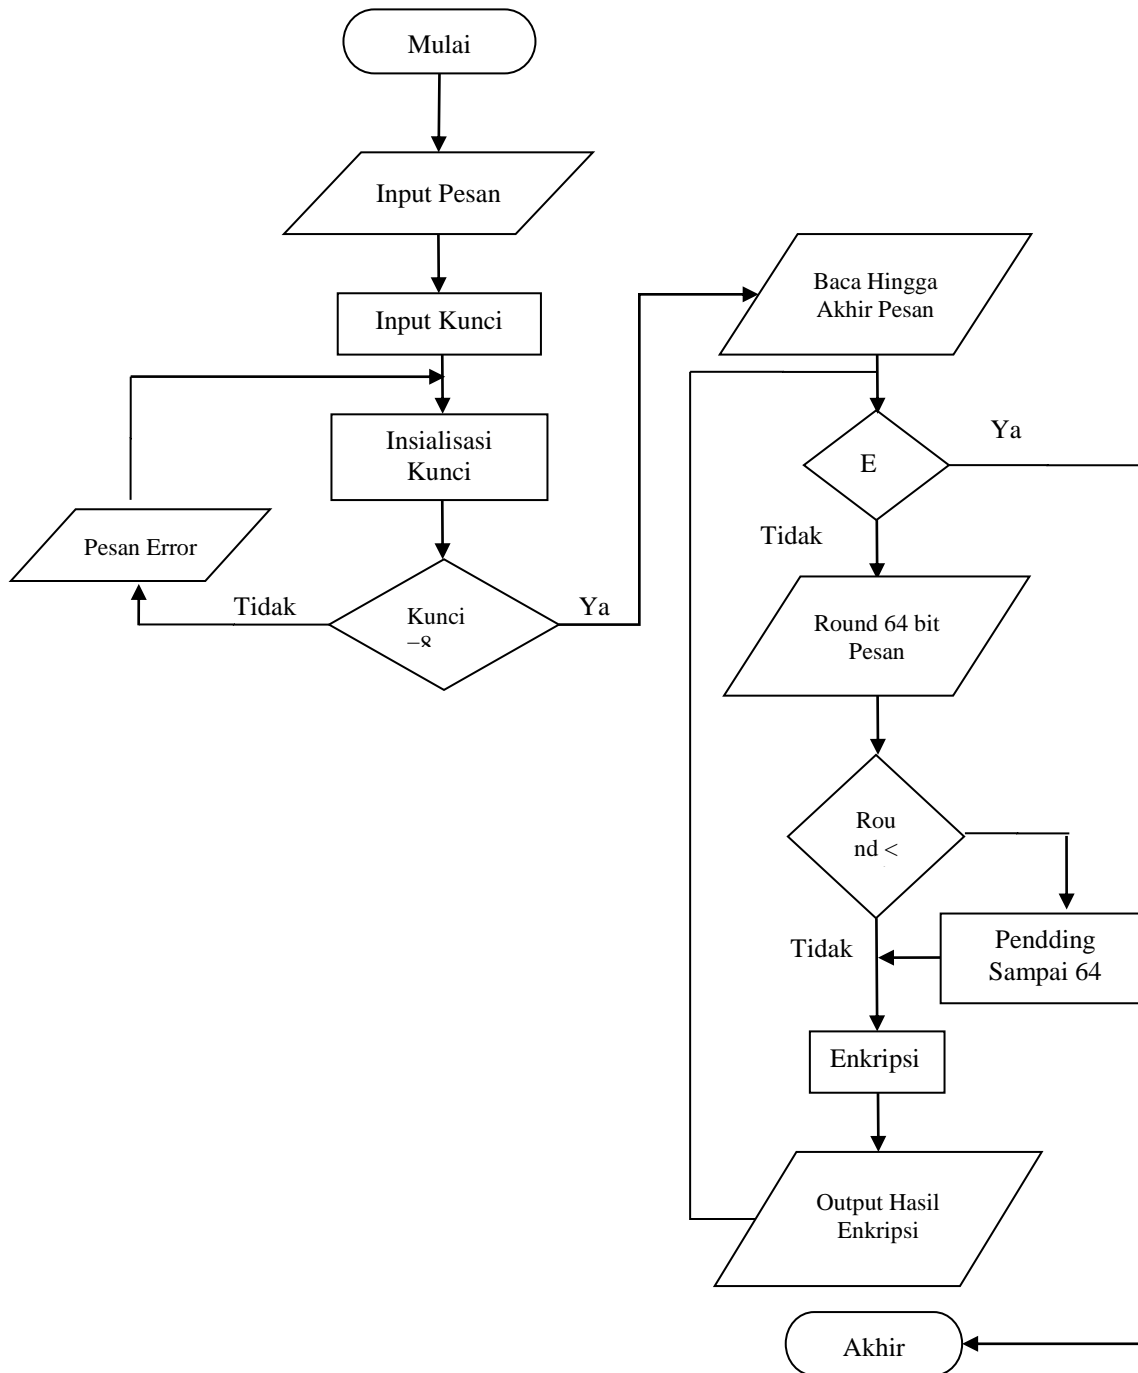 Mulai
Input Pesan
Input Kunci
Insialisasi
Kunci
Pesan Error
Tidak
Kunci
=8
Ya
Baca Hingga
Akhir Pesan
E
Ya
Tidak
Round 64 bit
Pesan
Rou
nd <
Tidak
Pendding
Sampai 64
Enkripsi
Output Hasil
Enkripsi
Akhir